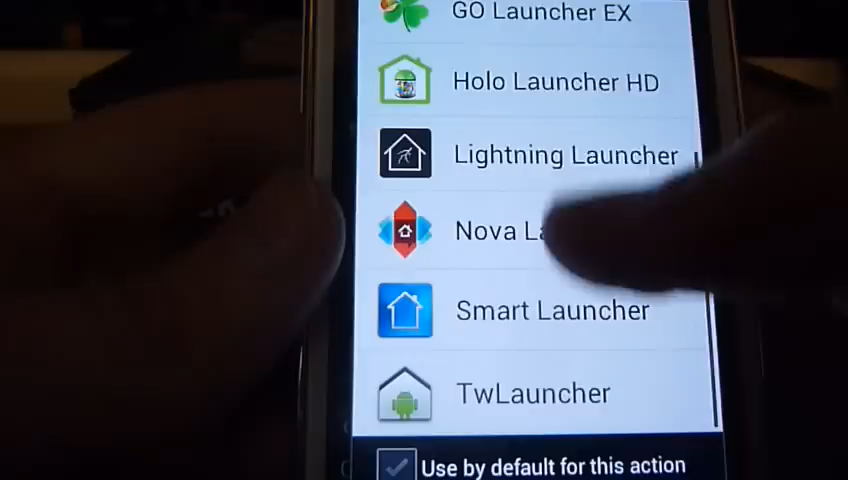 GO Launcher EX
Holo Launcher HD
Lightning Launcher
Nova
Smart Launcher
TwLauncher
Use by default for this action